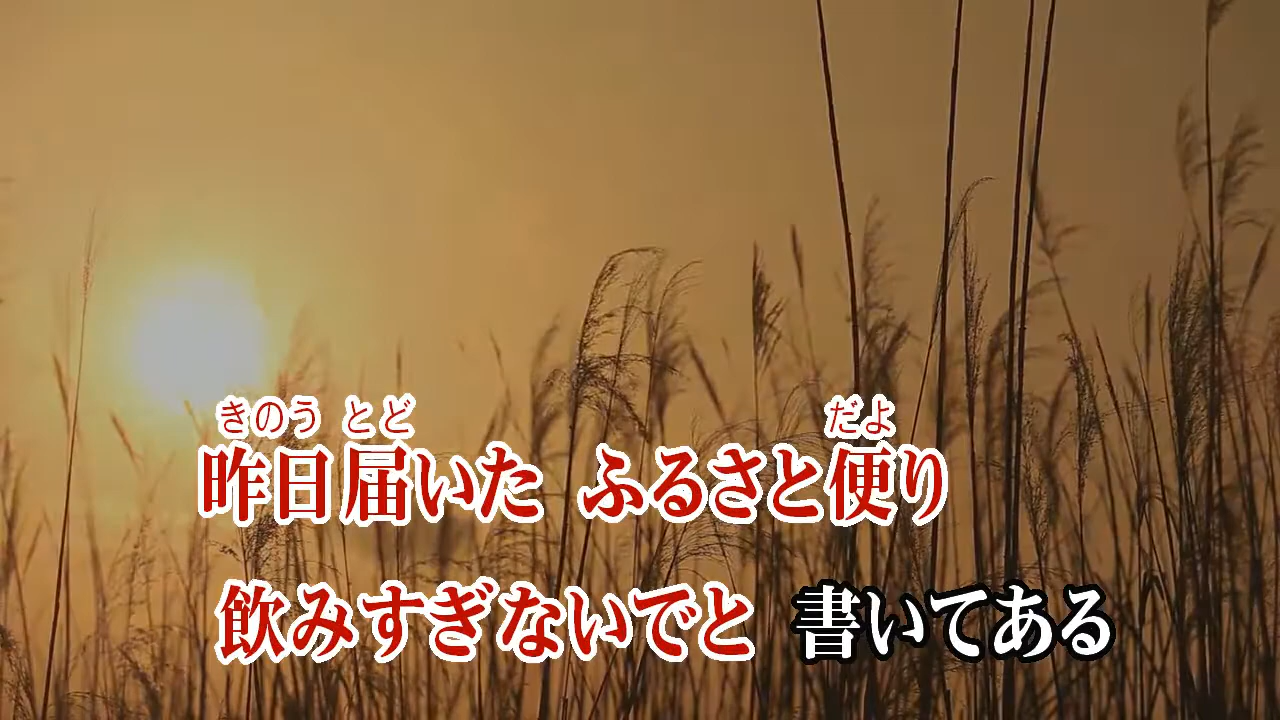 きのう とど だよ
昨日届いた ふるさと便り
飲みすぎないでと 書いてある